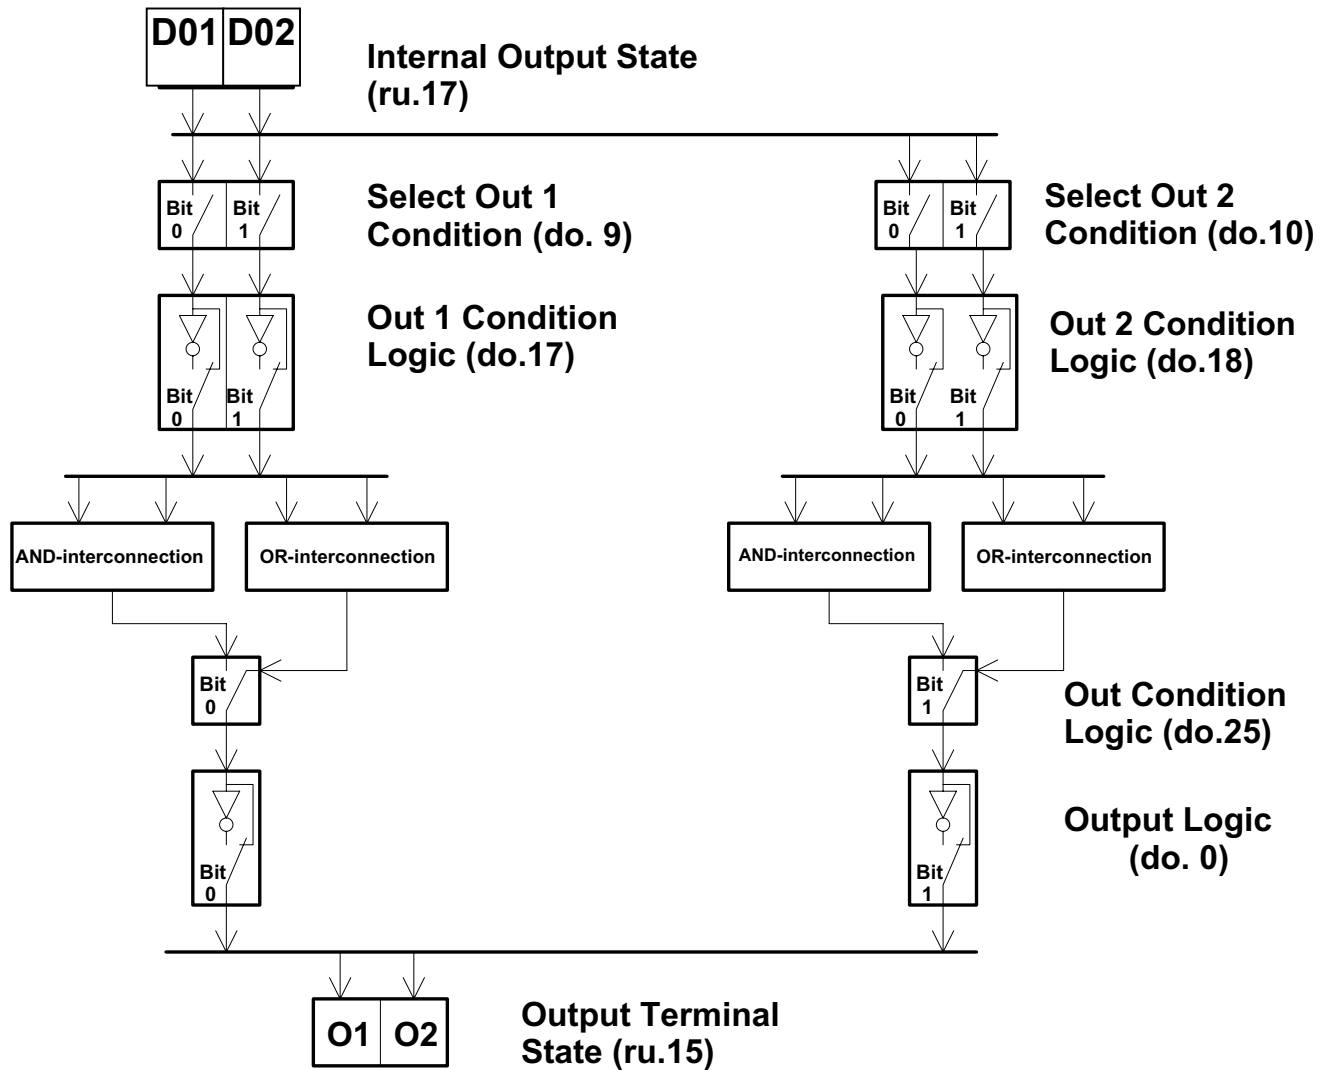 D01 D02
Internal Output State
(ru.17)
Bit
0
Bit
1
Select Out 1
Condition (do. 9)
Bit
0
Bit
1
Select Out 2
Condition (do.10)
Bit
0
Bit
1
Out 1 Condition
Logic (do.17)
Bit
0
Bit
1
Out 2 Condition
Logic (do.18)
AND-interconnection
OR-interconnection
AND-interconnection
OR-interconnection
Bit
0
Bit
1
Out Condition
Logic (do.25)
Bit
0
Bit
1
Output Logic
(do. 0)
O1 O2
Output Terminal
State (ru.15)